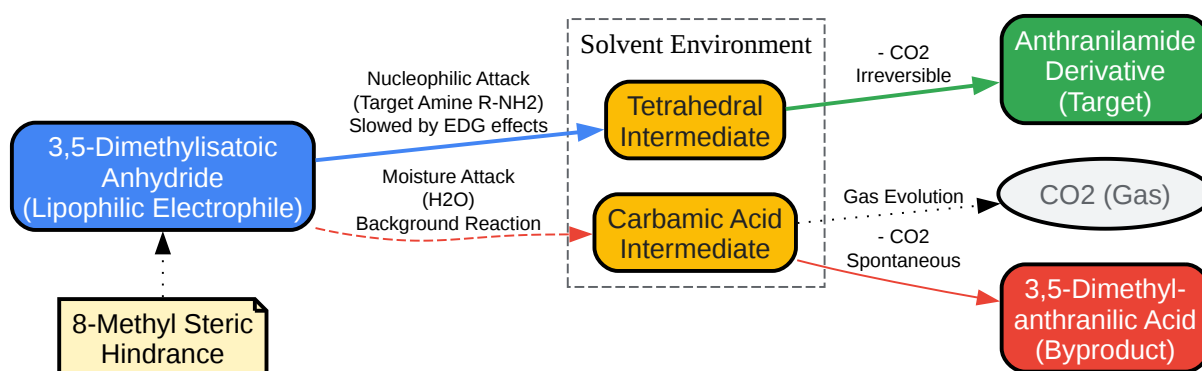 Solvent Environment
Nucleophilic Attack
(Target Amine R-NH2)
Slowed by EDG effects
Moisture Attack
(H2O)
Background Reaction
3,5-Dimethylisatoic
Anhydride
(Lipophilic Electrophile)
8-Methyl Steric
Hindrance
Tetrahedral
Intermediate
Carbamic Acid
Intermediate
- CO2
Irreversible
Gas Evolution
- CO2
Spontaneous
Anthranilamide
Derivative
(Target)
CO2 (Gas)
3,5-Dimethyl-
anthranilic Acid
(Byproduct)